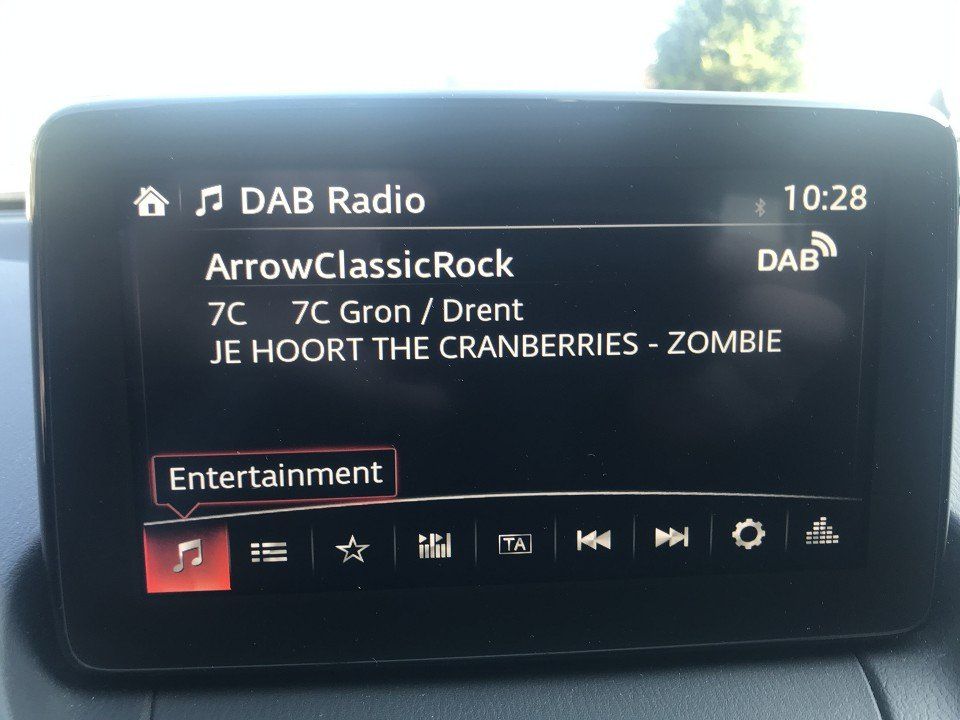 DAB Radio 10:28
ArrowClassicRock DAB
7C 7C Gron / Drent
JE HOORT THE CRANBERRIES - ZOMBIE
Entertainment
TA